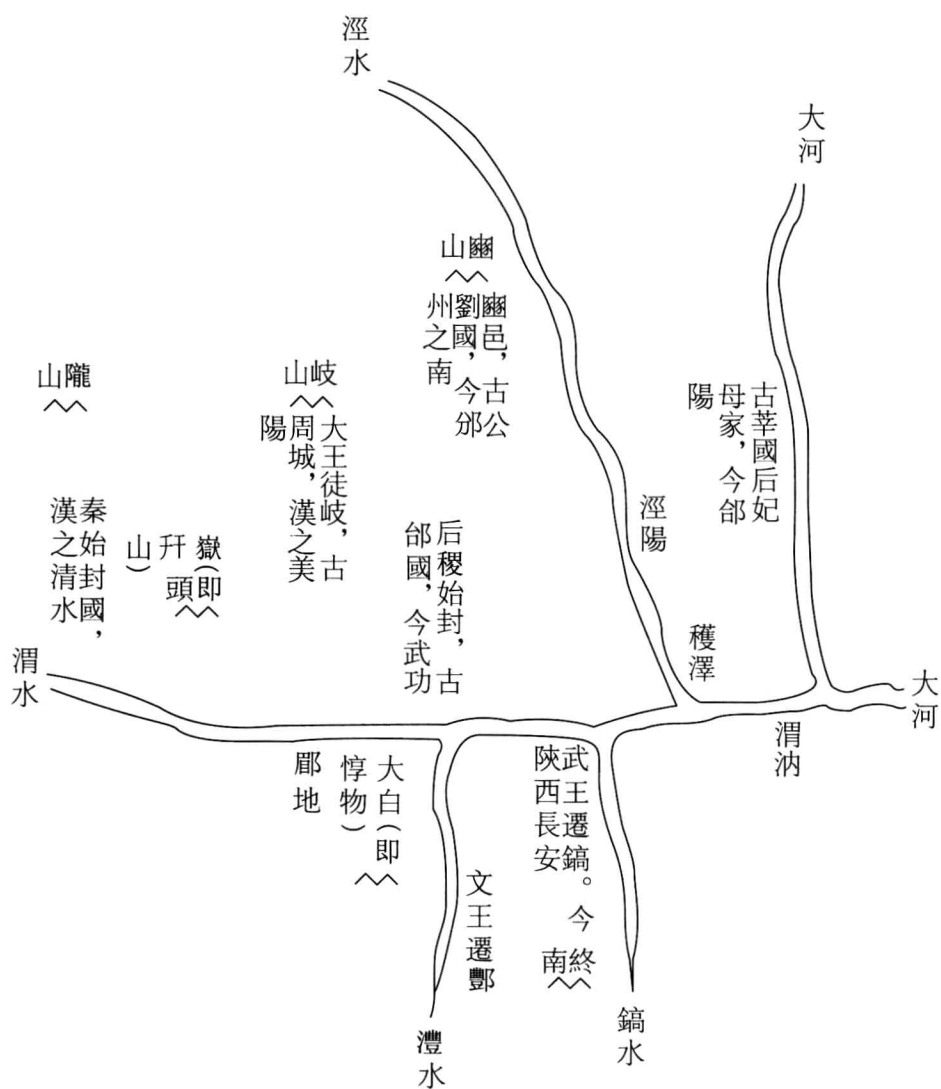 涇水
大河
豳山
豳邑，古公
劉國，今邠
州之南
隴山
岐山
大王徙岐，古
周城，漢之美
陽
古莘國后妃
母家，今郃
陽
秦始封國，
漢之清水
嶽（即
幵頭
山）
后稷始封，古
邰國，今武功
涇陽
穫澤
渭水
大河
渭汭
郿地
大白（即
惇物）
武王遷鎬。今
陝西長安
文王遷酆
終南
灃水
鎬水